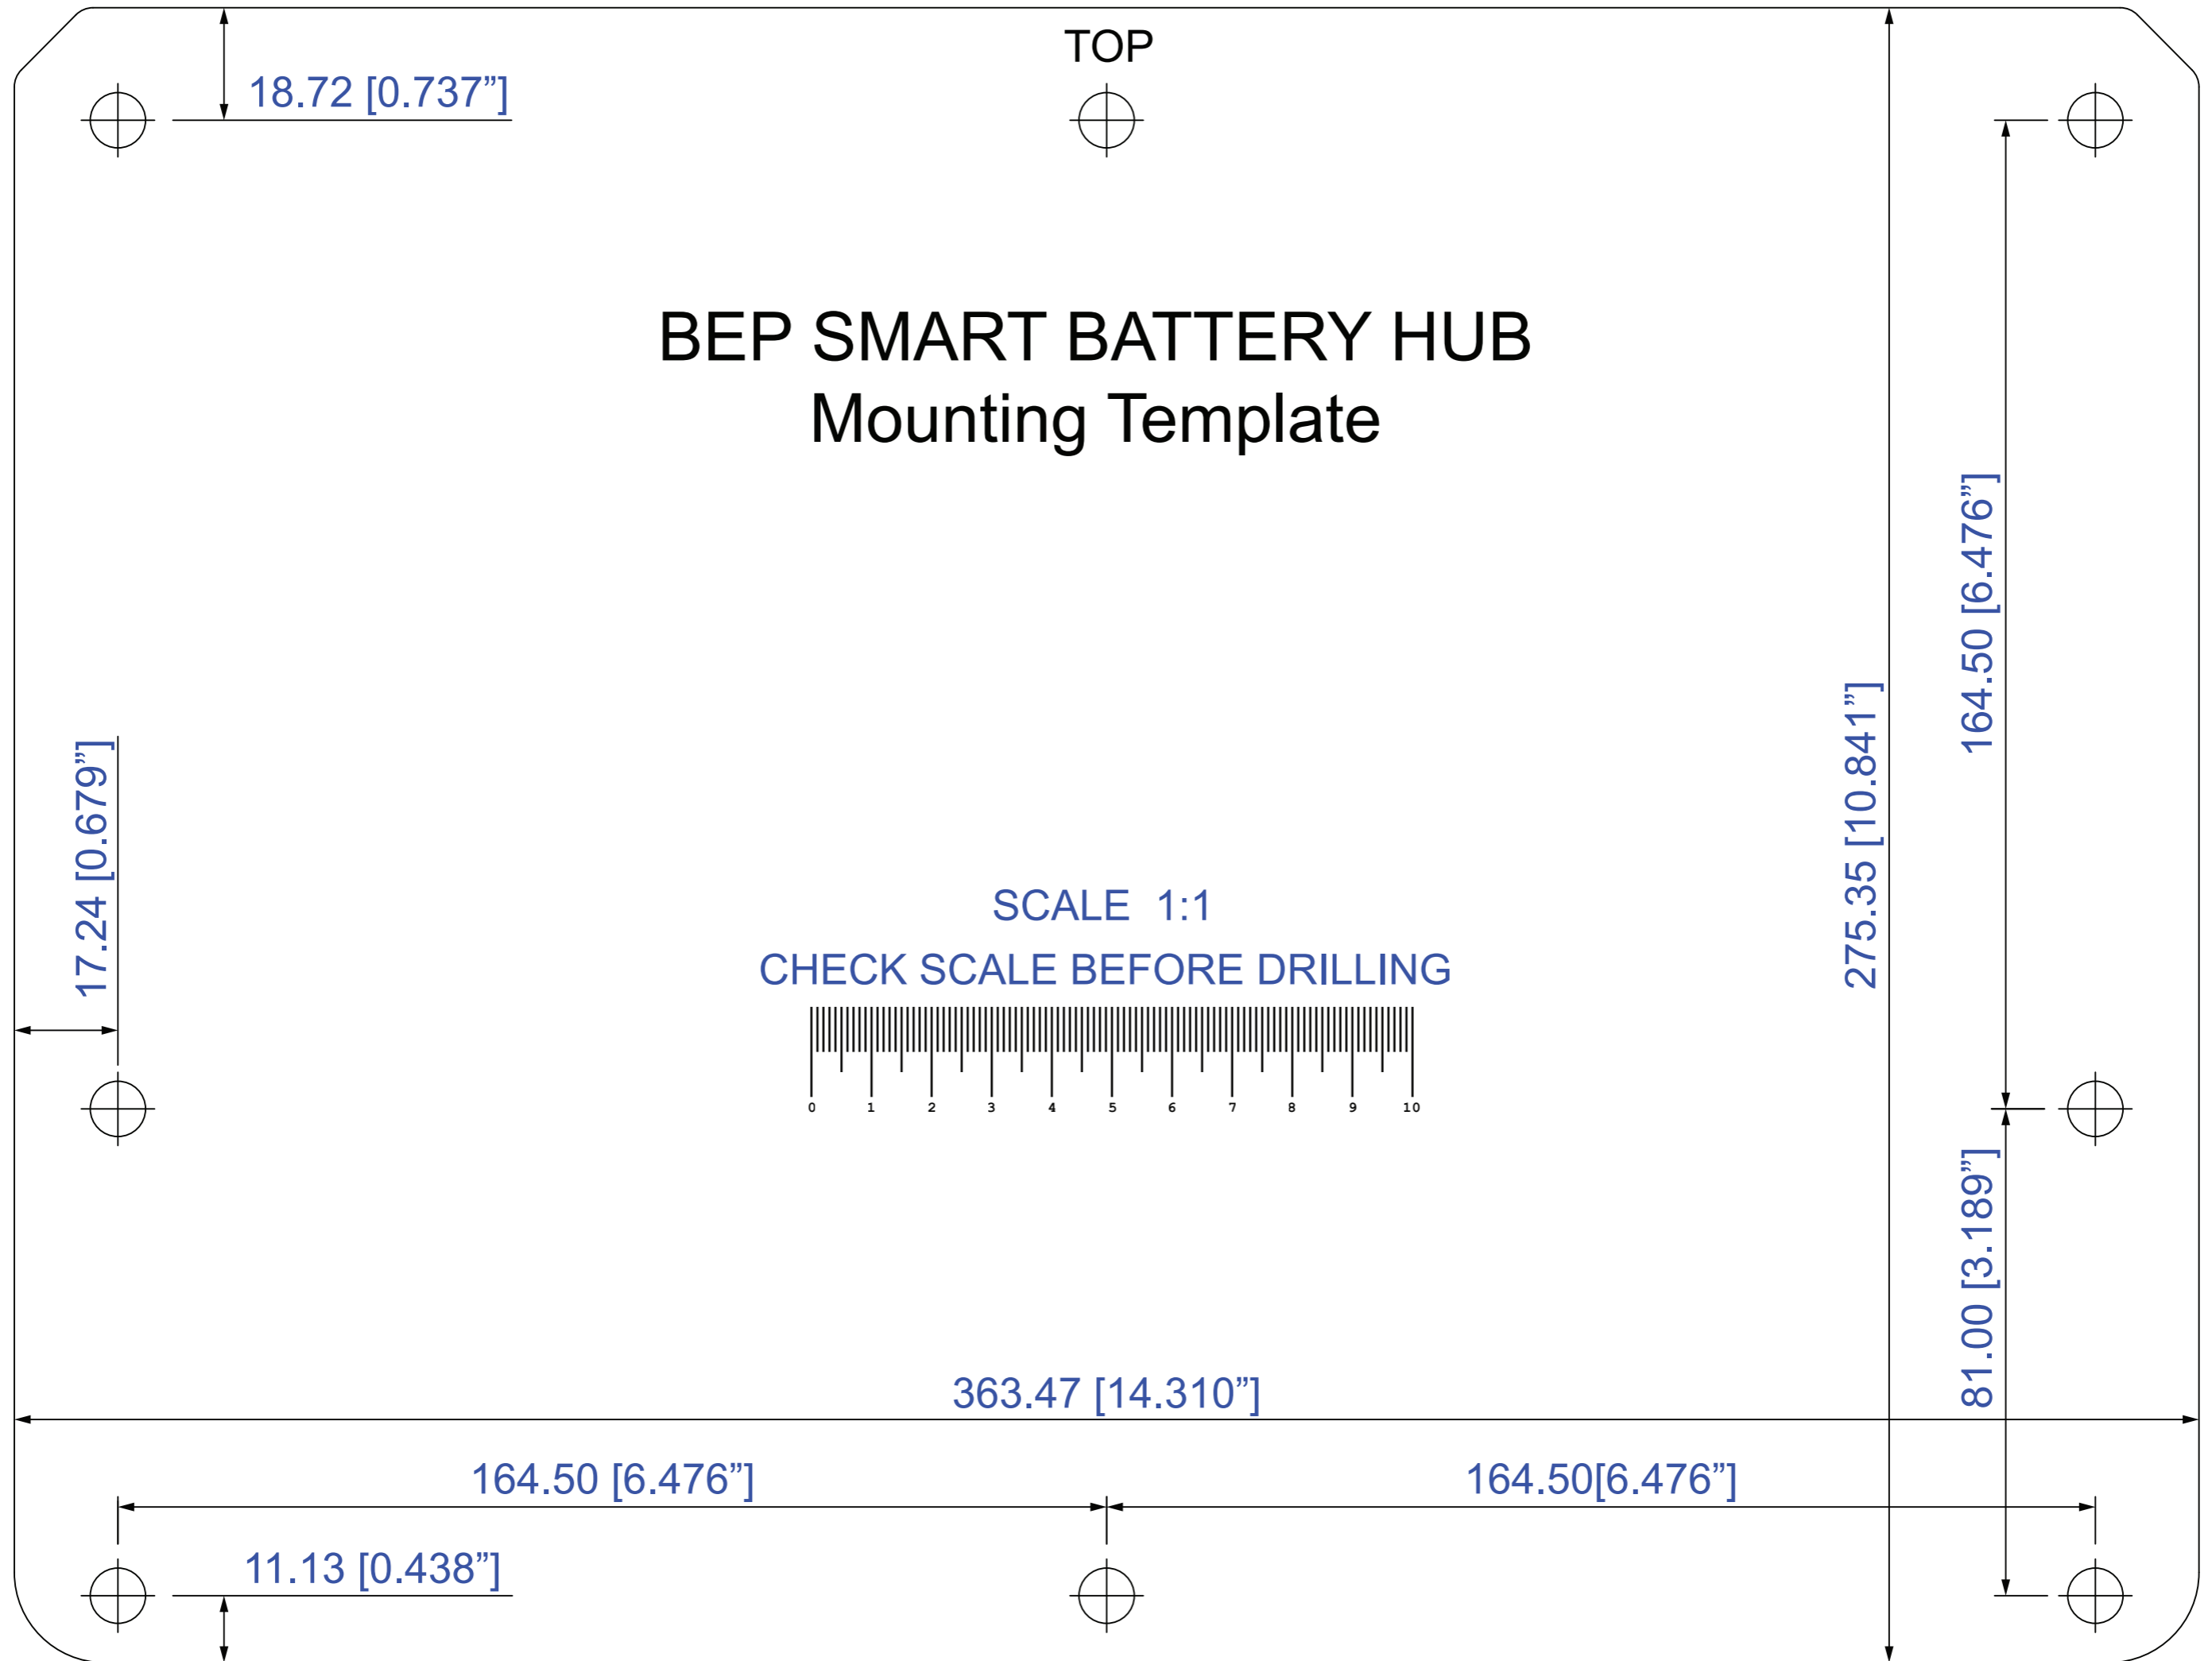 TOP
18.72 [0.737”]
BEP SMART BATTERY HUB
Mounting Template
164.50 [6.476”]
275.35 [10.841”]
17.24 [0.679”]
SCALE  1:1
CHECK SCALE BEFORE DRILLING
0 1 2 3 4 5 6 7 8 9 10
81.00 [3.189”]
363.47 [14.310”]
164.50 [6.476”]
164.50[6.476”]
11.13 [0.438”]